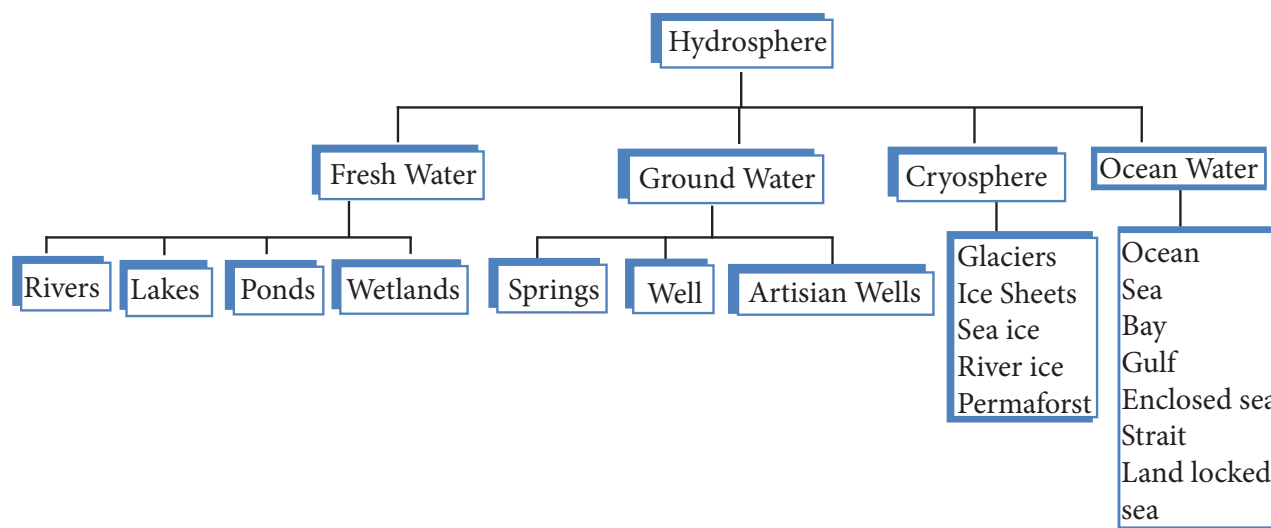 Hydrosphere
Fresh Water
Ground Water
Cryosphere
Ocean Water
Rivers
Lakes
Ponds
Wetlands
Springs
Well
Artisian Wells
Glaciers
Ice Sheets
Sea ice
River ice
Permaforst
Ocean
Sea
Bay
Gulf
Enclosed sea
Strait
Land locked
sea